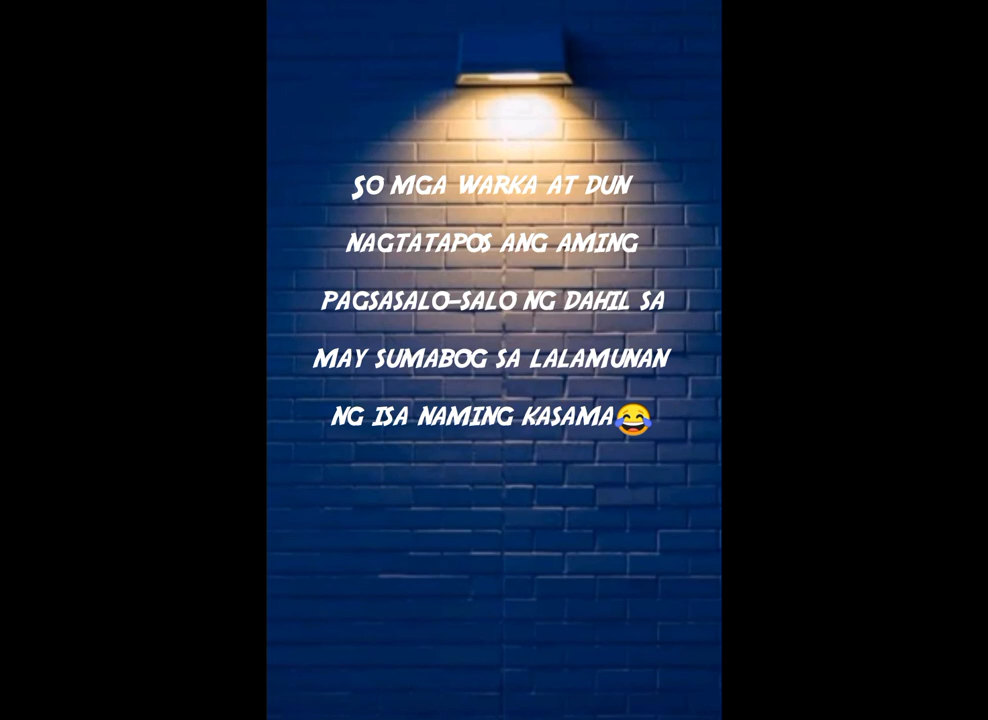 So mga warka at dun
nagtatapos ang aming
pagsasalo-salo ng dahil sa
may sumabog sa lalamunan
ng isa naming kasama😂